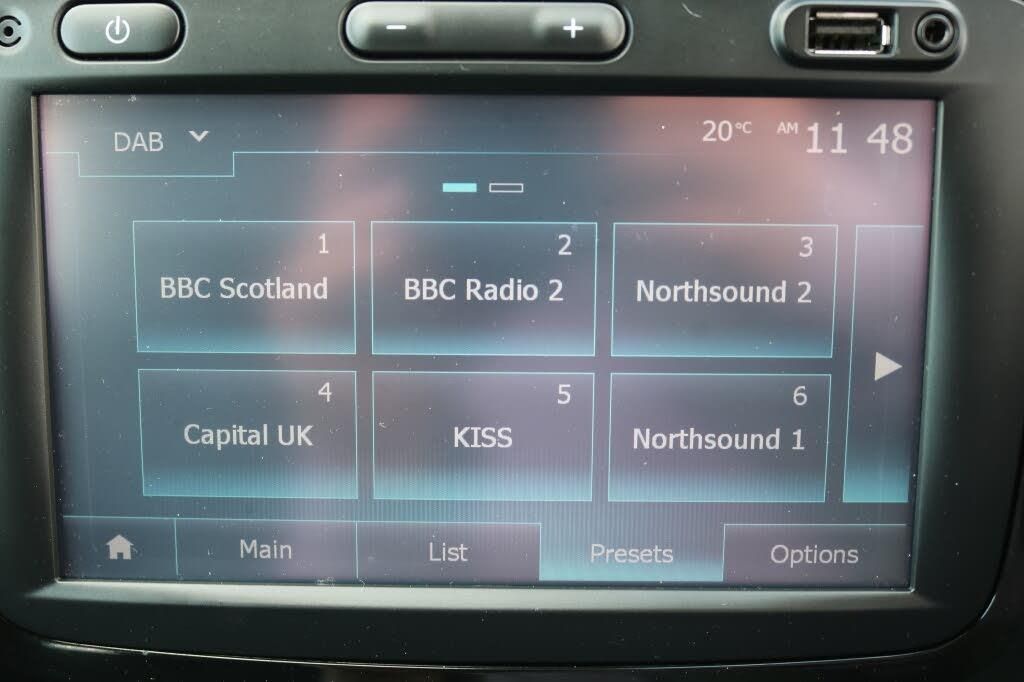 DAB
20°C AM 11 48
1
BBC Scotland
2
BBC Radio 2
3
Northsound 2
4
Capital UK
5
KISS
6
Northsound 1
Main
List
Presets
Options